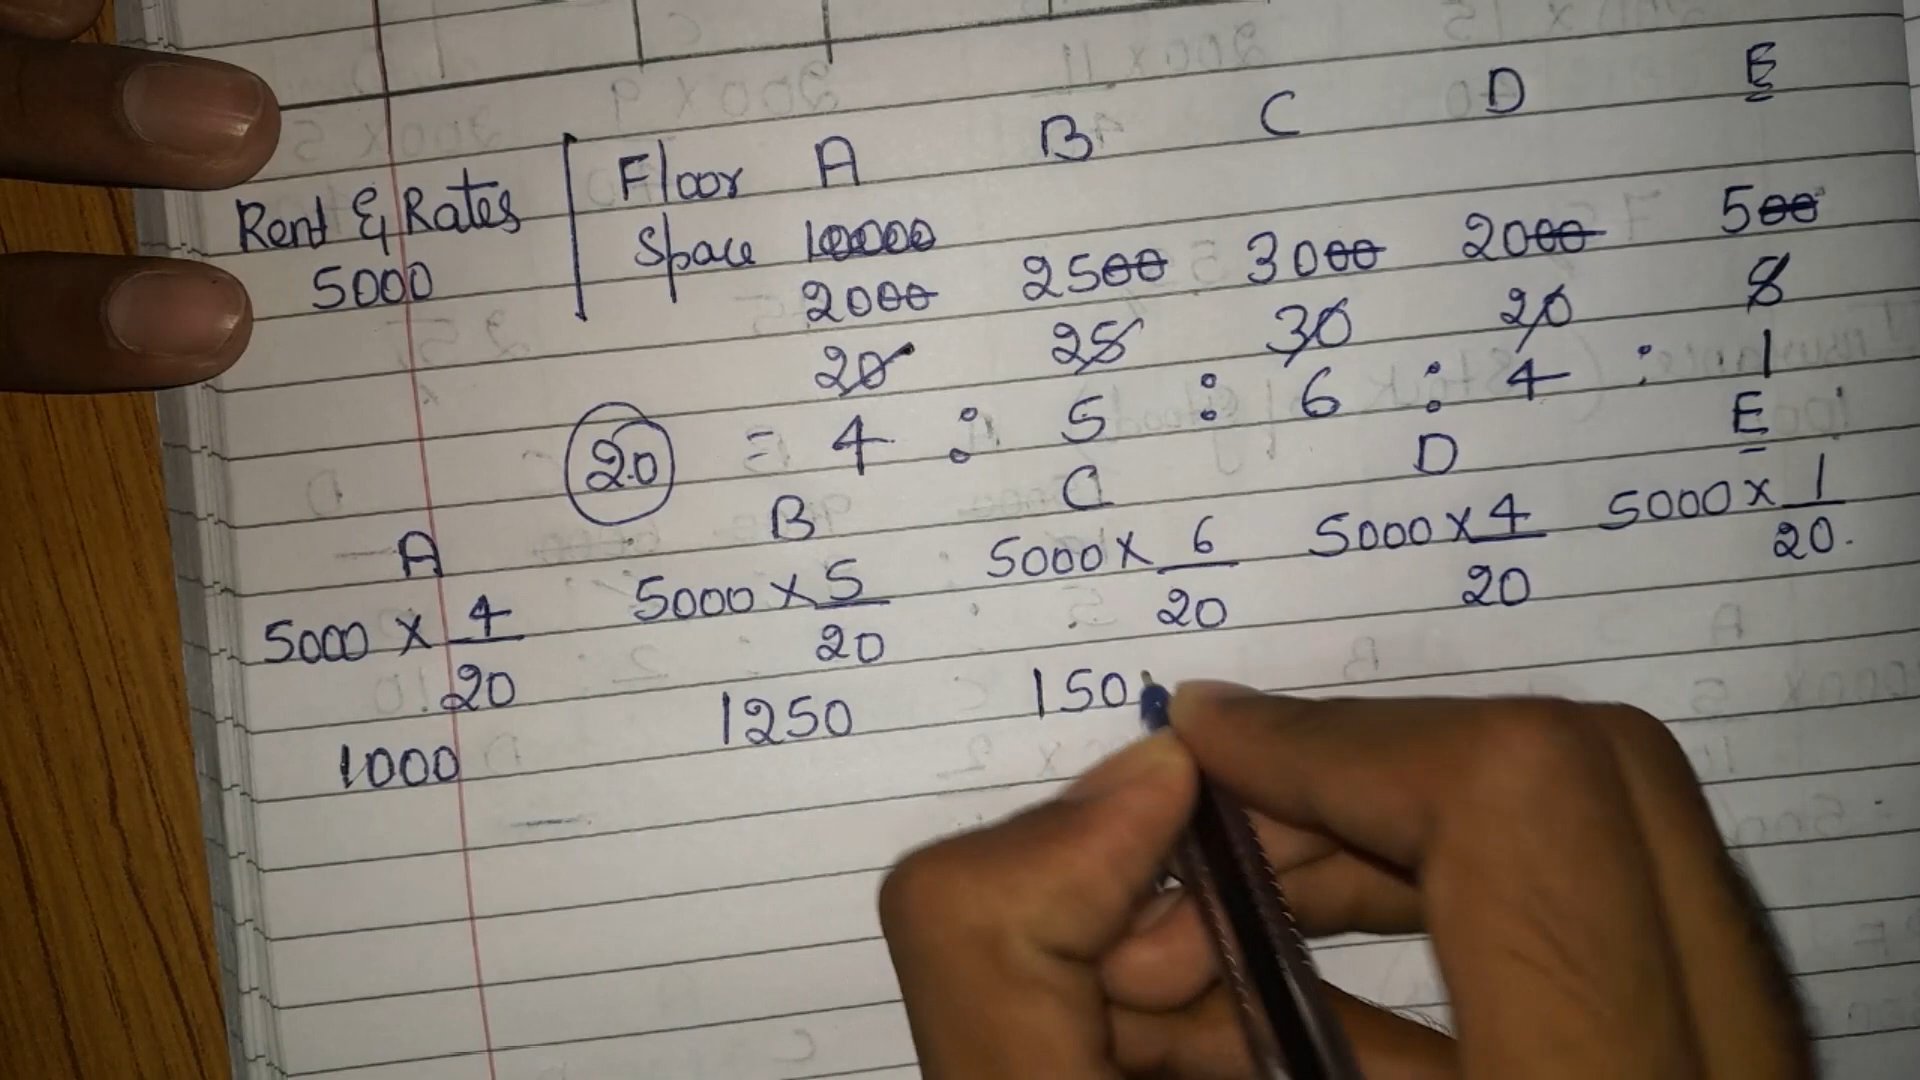 A B C D E
Rent & Rates Floor
5000 Space 10000
2000 2500 3000 2000 500
20 25 30 20 5
20 = 4 : 5 : 6 : 4 : 1
A B C D E
5000 x 4/20 5000 x 5/20 5000 x 6/20 5000 x 4/20 5000 x 1/20.
1000 1250 150